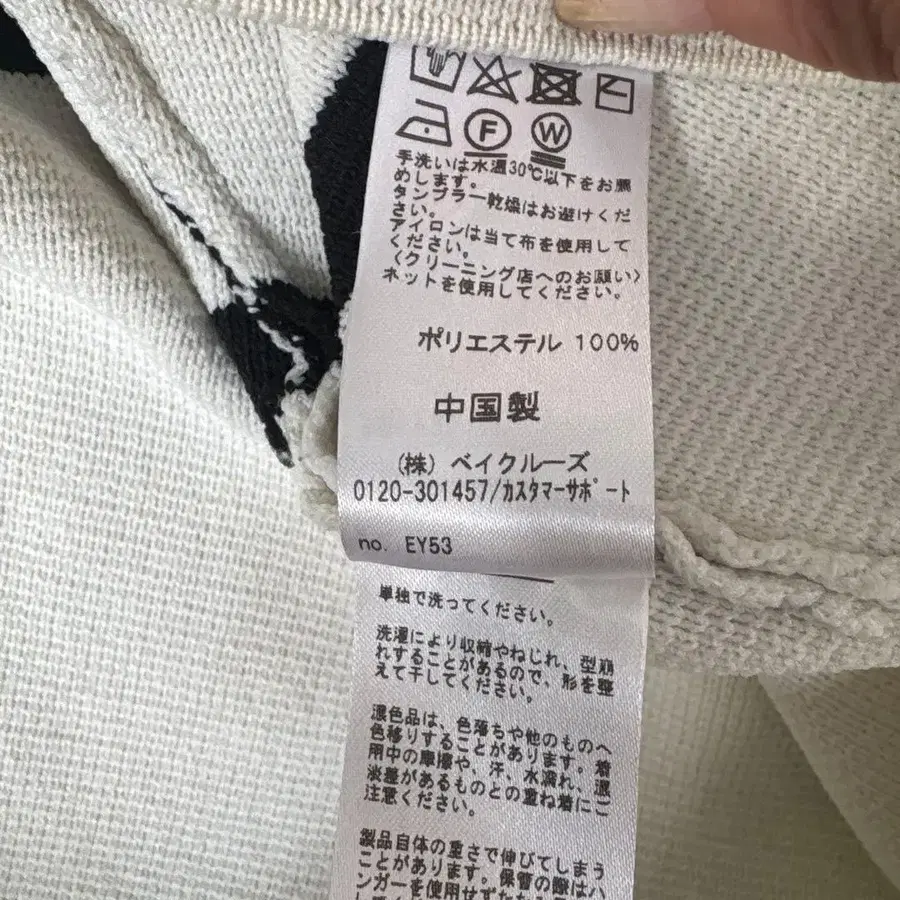 F W
手洗いは水温30℃以下をお願
めします。
タンブラー乾燥はお避けくだ
さい。
アイロンは当て布を使用して
ください。
〈クリーニング店へのお願い〉
ネットを使用してください。
ポリエステル 100%
中国製
(株) ベイクルーズ
0120-301457/カスタマーサポート
no. EY53
単独で洗ってください。
洗濯により収縮やねじれ、型崩
れすることがあるので、形を整
えて干してください。
濃色品は、色落ちや他のものへ
色移りすることがあります。着
用中の摩擦や、汗、水濡れ、濃
淡差があるものとの重ね着にご
注意ください。
製品自体の重さで伸びてしまう
ことがあります。保管の際はハ
ンガーを使用せずたたみ